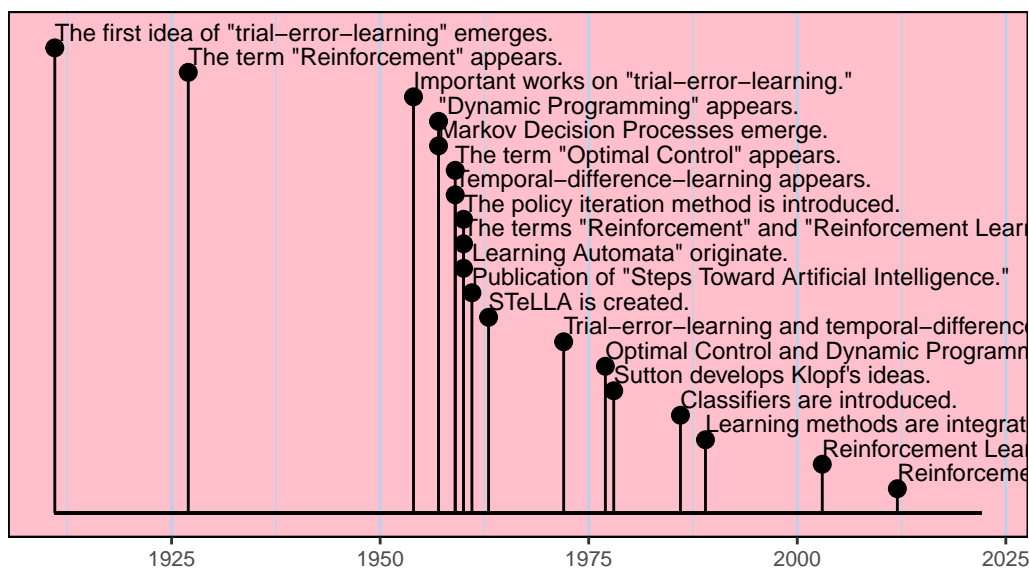 The first idea of "trial−error−learning" emerges.
The term "Reinforcement" appears.
Important works on "trial−error−learning."
"Dynamic Programming" appears.
Markov Decision Processes emerge.
The term "Optimal Control" appears.
Temporal−difference−learning appears.
The policy iteration method is introduced.
The terms "Reinforcement" and "Reinforcement Lear
Learning Automata" originate.
Publication of "Steps Toward Artificial Intelligence."
STeLLA is created.
Trial−error−learning and temporal−difference
Optimal Control and Dynamic Programm
Sutton develops Klopf's ideas.
Classifiers are introduced.
Learning methods are integrat
Reinforcement Lear
Reinforceme
1925 1950 1975 2000 2025